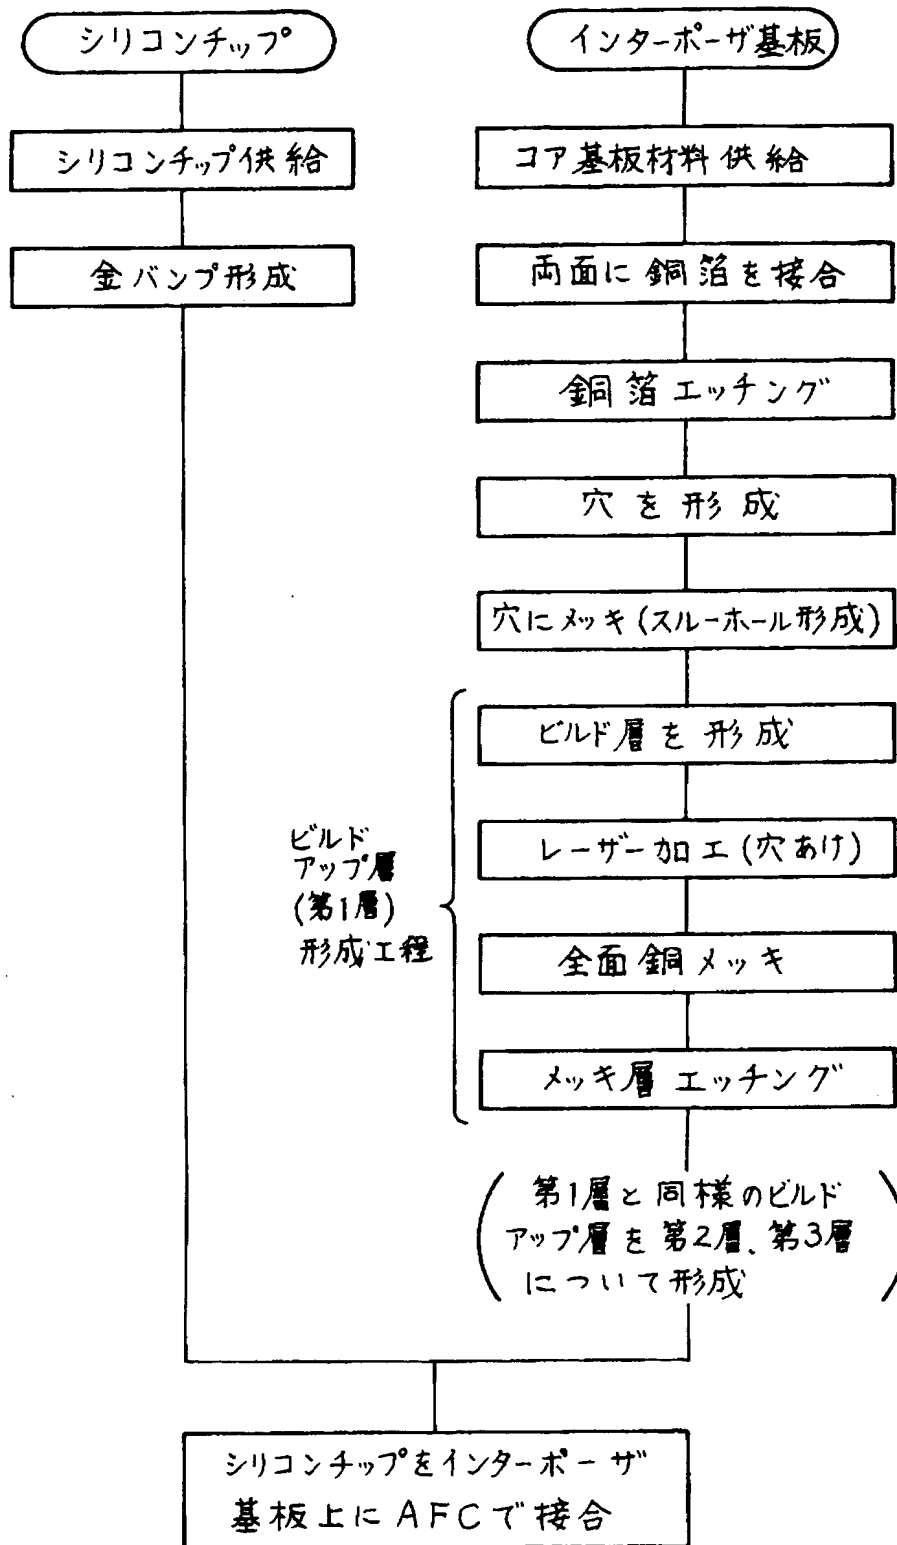 シリコンチップ
シリコンチップ供給
金バンプ形成
インターポーザ基板
コア基板材料供給
両面に銅箔を接合
銅箔エッチング
穴を形成
穴にメッキ(スルーホール形成)
ビルド
アップ層
(第1層)
形成工程
ビルド層を形成
レーザー加工(穴あけ)
全面銅メッキ
メッキ層エッチング
(第1層と同様のビルド
アップ層を第2層、第3層
について形成)
シリコンチップをインターポーザ
基板上にAFCで接合